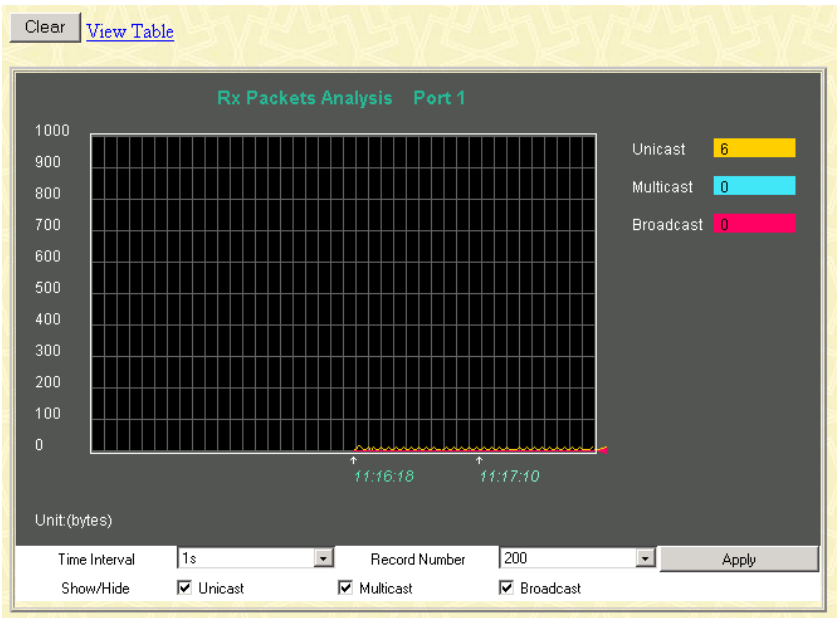 Clear View Table
Rx Packets Analysis Port 1
1000
900
800
700
600
500
400
300
200
100
0
Unicast 6
Multicast 0
Broadcast 0
11:16:18 11:17:10
Unit:(bytes)
Time Interval 1s Record Number 200 Apply
Show/Hide Unicast Multicast Broadcast